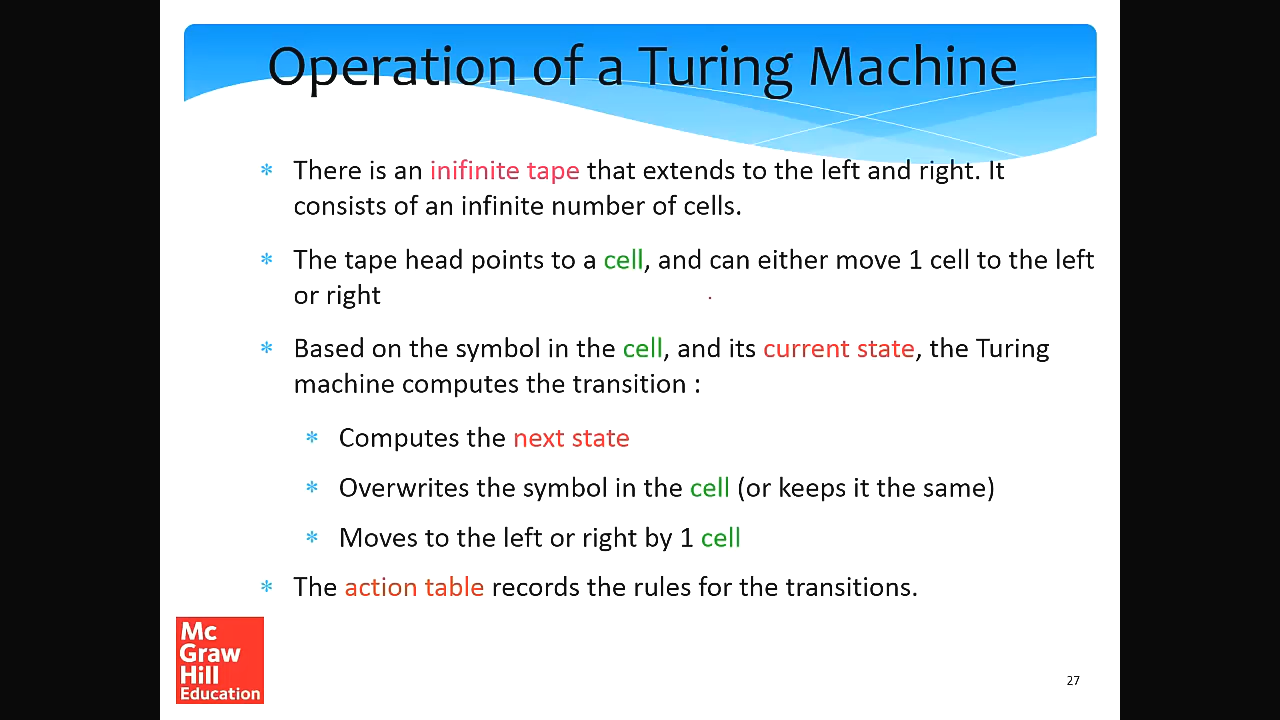 Operation of a Turing Machine
* There is an inifinite tape that extends to the left and right. It
consists of an infinite number of cells.
* The tape head points to a cell, and can either move 1 cell to the left
or right
* Based on the symbol in the cell, and its current state, the Turing
machine computes the transition :
* Computes the next state
* Overwrites the symbol in the cell (or keeps it the same)
* Moves to the left or right by 1 cell
* The action table records the rules for the transitions.
Mc
Graw
Hill
Education
27